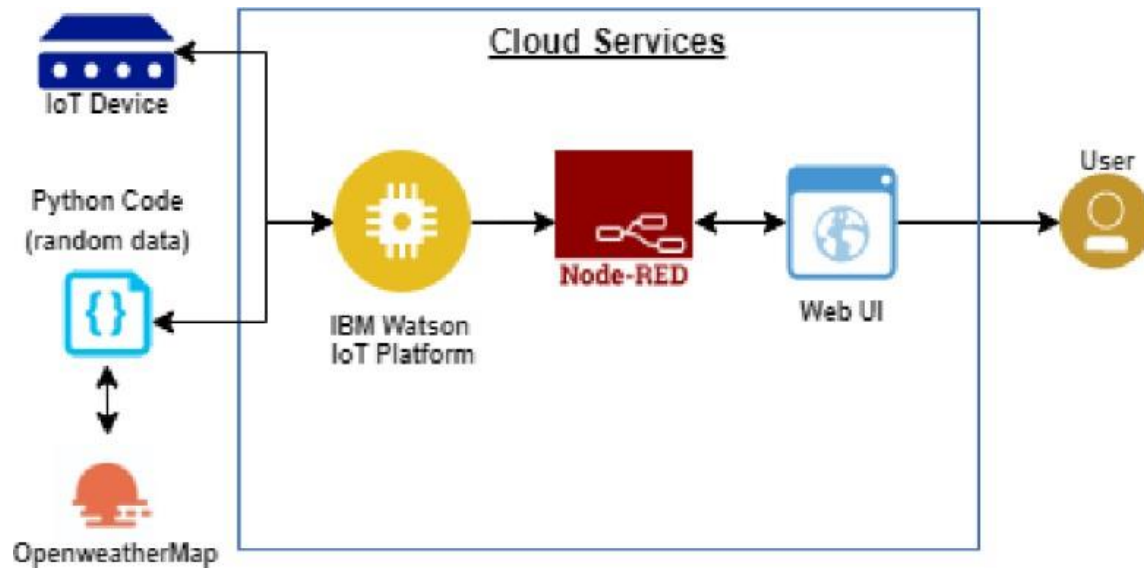 Cloud Services
IoT Device
Python Code
(random data)
User
Node-RED
Web UI
IBM Watson
IoT Platform
OpenweatherMap